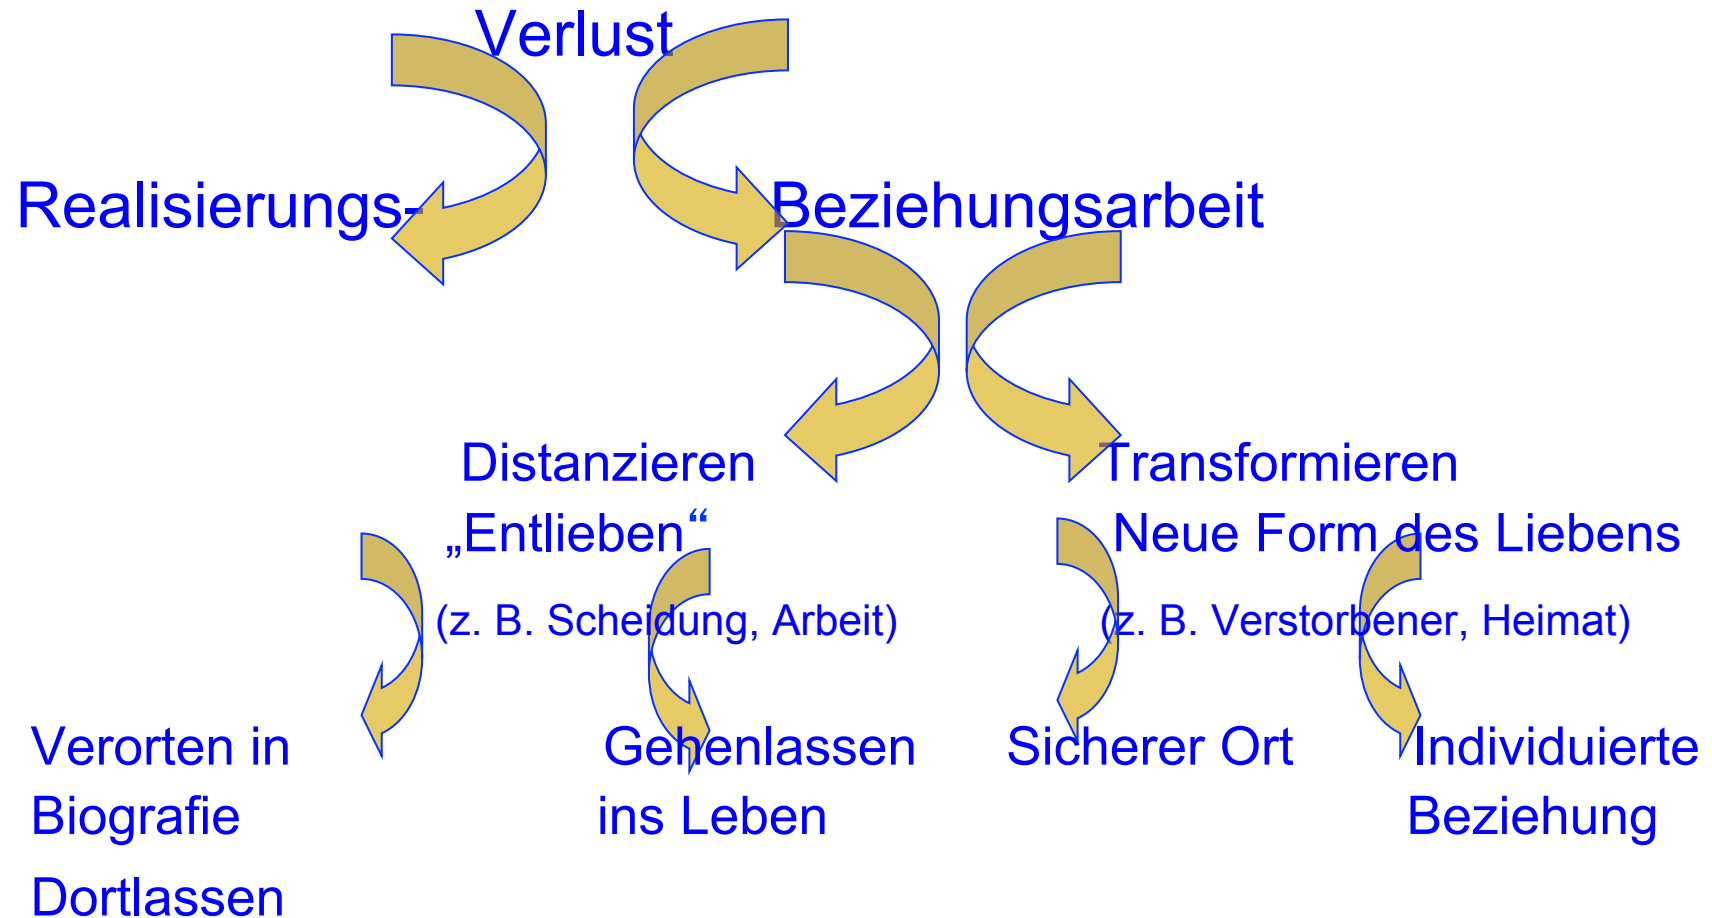 Verlust
Realisierungs- Beziehungsarbeit
Distanzieren Transformieren
„Entlieben“ Neue Form des Liebens
(z. B. Scheidung, Arbeit) (z. B. Verstorbener, Heimat)
Verorten in Gehenlassen Sicherer Ort Individuierte
Biografie ins Leben Beziehung
Dortlassen